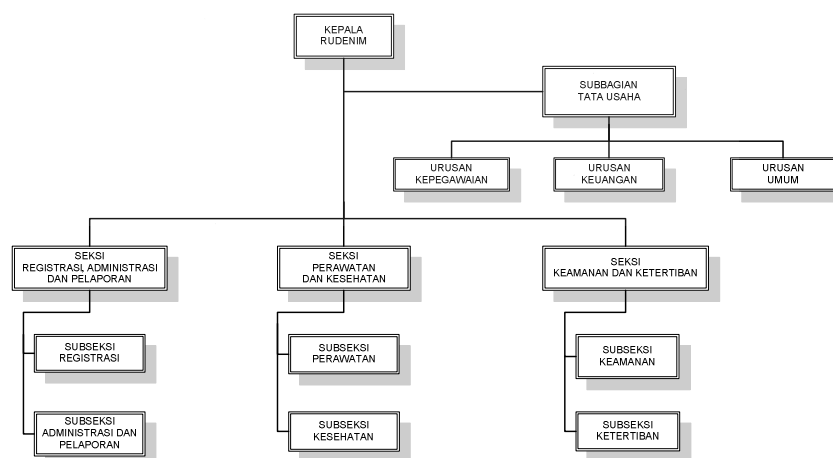 KEPALA
RUDENIM
SUBBAGIAN
TATA USAHA
URUSAN
KEPEGAWAIAN
URUSAN
KEUANGAN
URUSAN
UMUM
SEKSI
REGISTRASI, ADMINISTRASI
DAN PELAPORAN
SEKSI
PERAWATAN
DAN KESEHATAN
SEKSI
KEAMANAN DAN KETERTIBAN
SUBSEKSI
REGISTRASI
SUBSEKSI
PERAWATAN
SUBSEKSI
KEAMANAN
SUBSEKSI
ADMINISTRASI DAN
PELAPORAN
SUBSEKSI
KESEHATAN
SUBSEKSI
KETERTIBAN